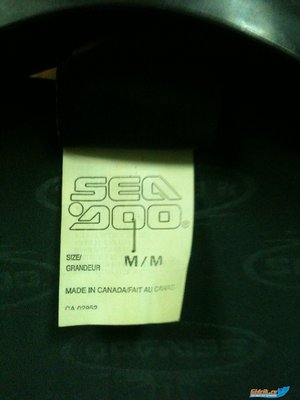 SEA
DOO®
SIZE/
GRANDEUR
M/M
MADE IN CANADA/FAIT AU CANADA